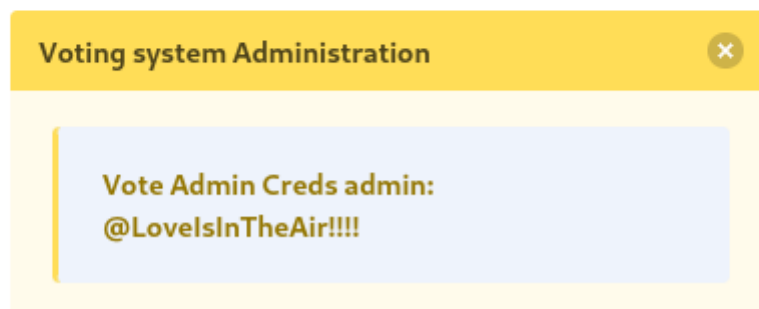 Voting system Administration
Vote Admin Creds admin:
@LoveIsInTheAir!!!!